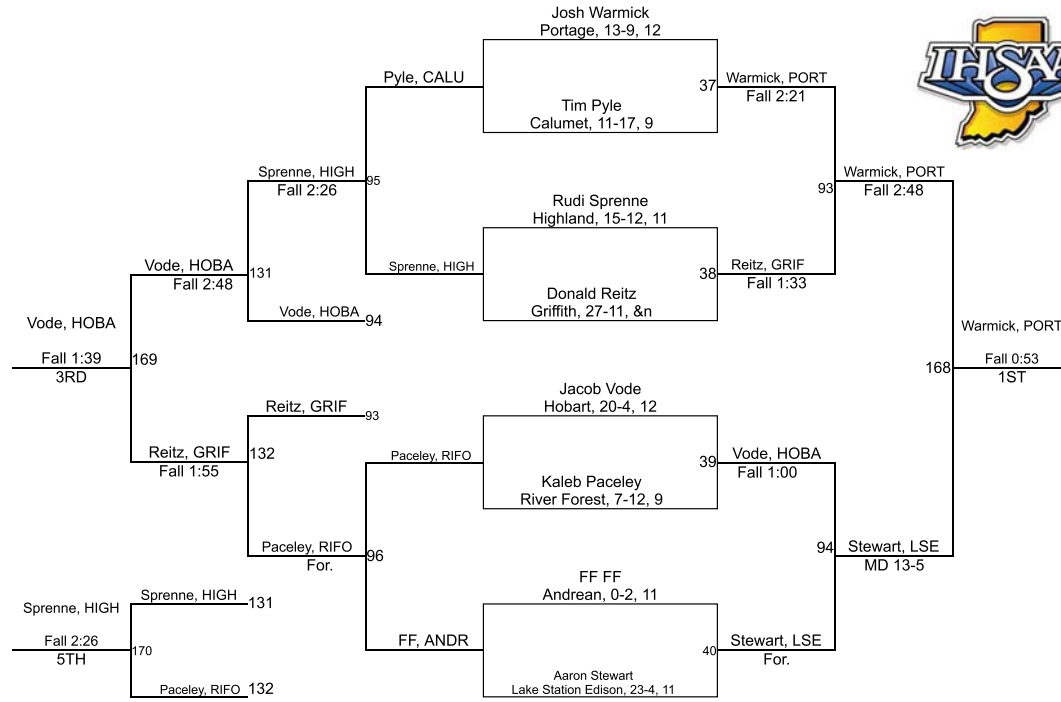 Josh Warmick
Portage, 13-9, 12
IHSAA
Pyle, CALU
37
Warmick, PORT
Fall 2:21
Tim Pyle
Calumet, 11-17, 9
Sprenne, HIGH
Fall 2:26
95
93
Warmick, PORT
Fall 2:48
Rudi Sprenne
Highland, 15-12, 11
Vode, HOBA
Fall 2:48
131
Sprenne, HIGH
38
Reitz, GRIF
Fall 1:33
Donald Reitz
Griffith, 27-11, &n
Vode, HOBA
94
Vode, HOBA
Fall 1:39
3RD
169
Warmick, PORT
168
Fall 0:53
1ST
Jacob Vode
Hobart, 20-4, 12
Reitz, GRIF
93
Reitz, GRIF
Fall 1:55
132
Paceley, RIFO
39
Vode, HOBA
Fall 1:00
Kaleb Paceley
River Forest, 7-12, 9
Paceley, RIFO
For.
96
94
Stewart, LSE
MD 13-5
FF FF
Andrean, 0-2, 11
Sprenne, HIGH
131
Sprenne, HIGH
Fall 2:26
5TH
170
FF, ANDR
40
Stewart, LSE
For.
Aaron Stewart
Lake Station Edison, 23-4, 11
Paceley, RIFO
132